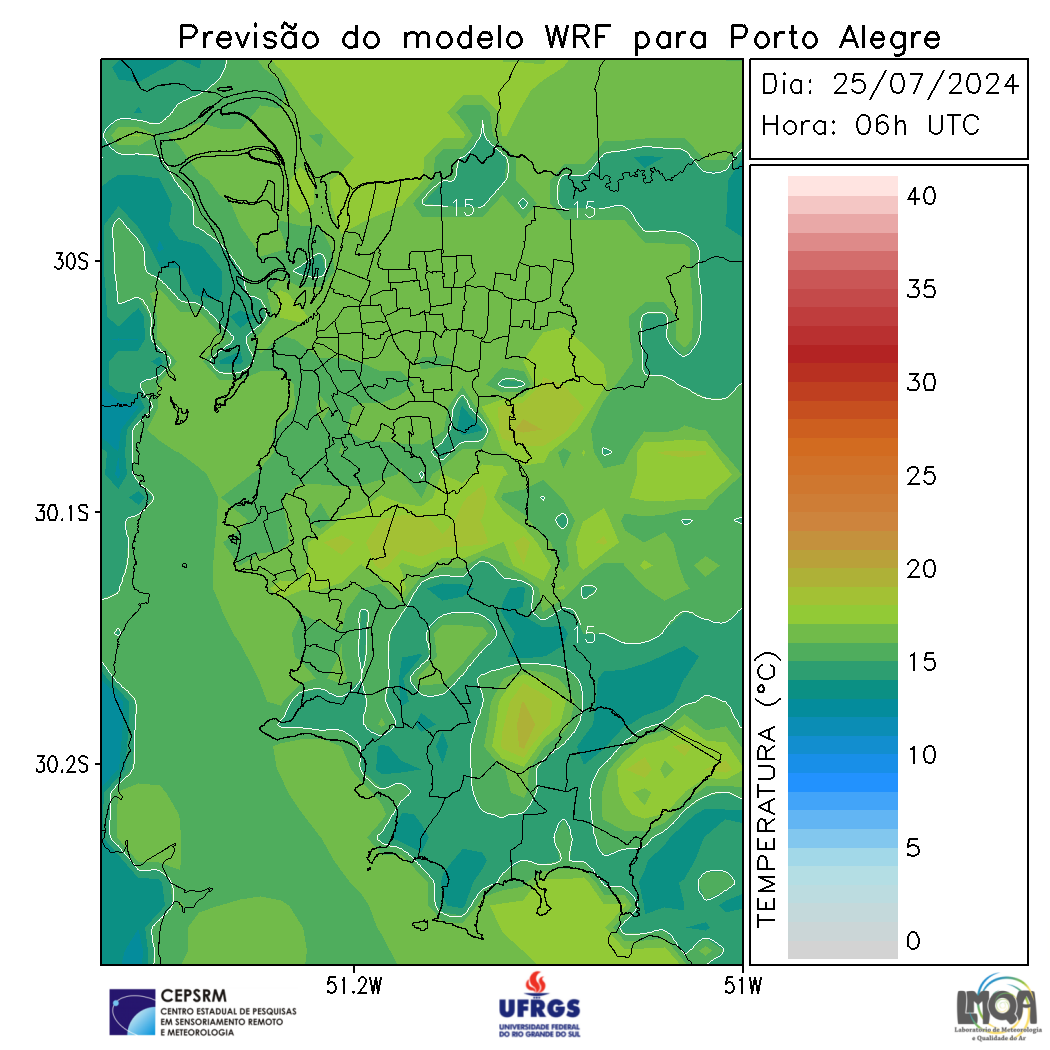 Previsão do modelo WRF para Porto Alegre
Dia: 25/07/2024
Hora: 06h UTC
30S
30.1S
30.2S
51.2W
51W
15
15
15
TEMPERATURA (°C)
40
35
30
25
20
15
10
5
0
CEPSRM
CENTRO ESTADUAL DE PESQUISAS
EM SENSORIAMENTO REMOTO
E METEOROLOGIA
UFRGS
UNIVERSIDADE FEDERAL
DO RIO GRANDE DO SUL
LMQA
Laboratório de Meteorologia
e Qualidade do Ar